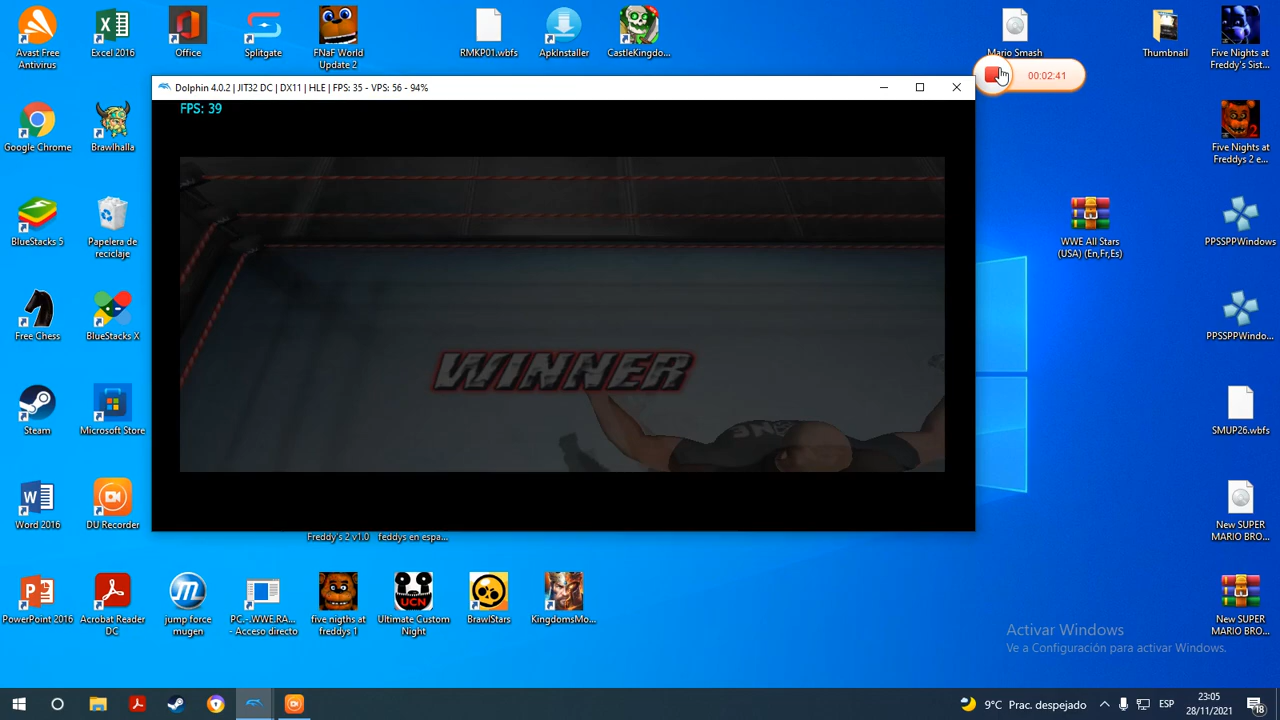 Avast Free
Antivirus
Excel 2016
Office
Splitgate
FNaF World
Update 2
RMKP01.wbfs
ApkInstaller
CastleKingdo...
Mario Smash
Thumbnail
Five Nights at
Freddy's Sist...
00:02:41
Dolphin 4.0.2 | JIT32 DC | DX11 | HLE | FPS: 35 - VPS: 56 - 94%
FPS: 39
WINNER
Google Chrome
Brawlhalla
2
Five Nights at
Freddys 2 e...
BlueStacks 5
Papelera de
reciclaje
WWE All Stars
(USA) (En,Fr,Es)
PPSSPPWindows
Free Chess
BlueStacks X
PPSSPPWindo...
Steam
Microsoft Store
SMUP26.wbfs
Word 2016
DU Recorder
Freddy's 2 v1.0
feddys en espa...
New SUPER
MARIO BRO...
PowerPoint 2016
Acrobat Reader
DC
jump force
mugen
PC.-.WWE.RA...
- Acceso directo
five nigths at
freddys 1
UCN
Ultimate Custom
Night
BrawlStars
KingdomsMo...
New SUPER
MARIO BRO...
Activar Windows
Ve a Configuración para activar Windows.
9°C Prac. despejado
ESP
23:05
28/11/2021
18